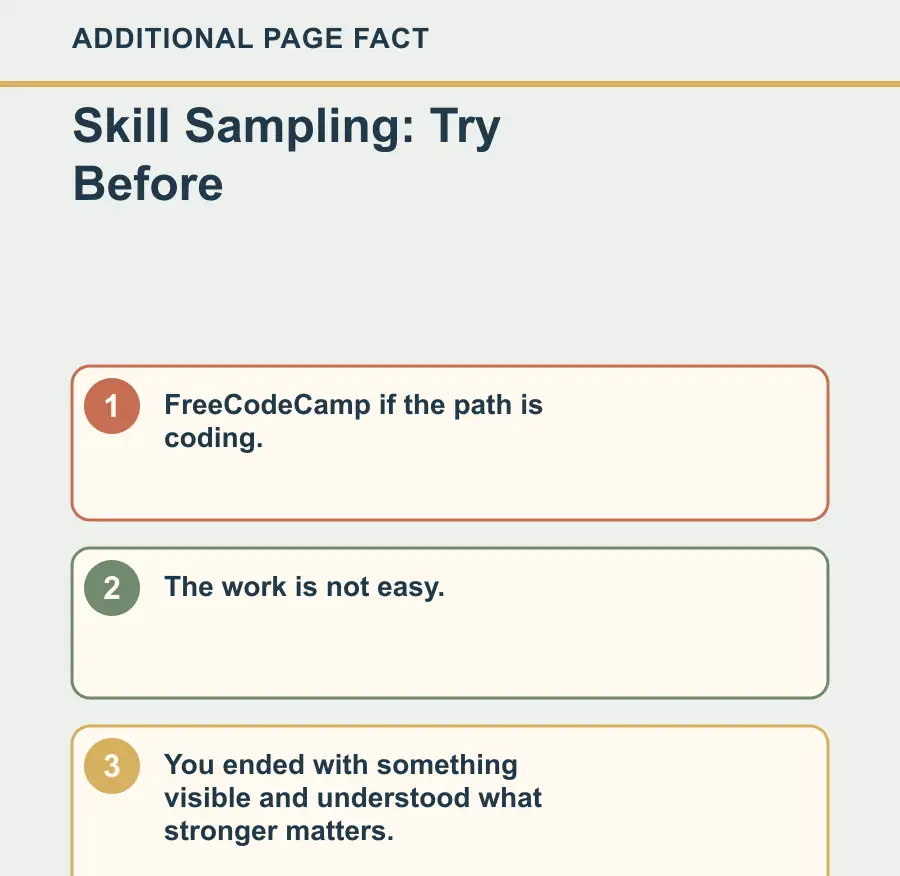 ADDITIONAL PAGE FACT
Skill Sampling: Try
Before
1
FreeCodeCamp if the path is
coding.
2
The work is not easy.
3
You ended with something
visible and understood what
stronger matters.